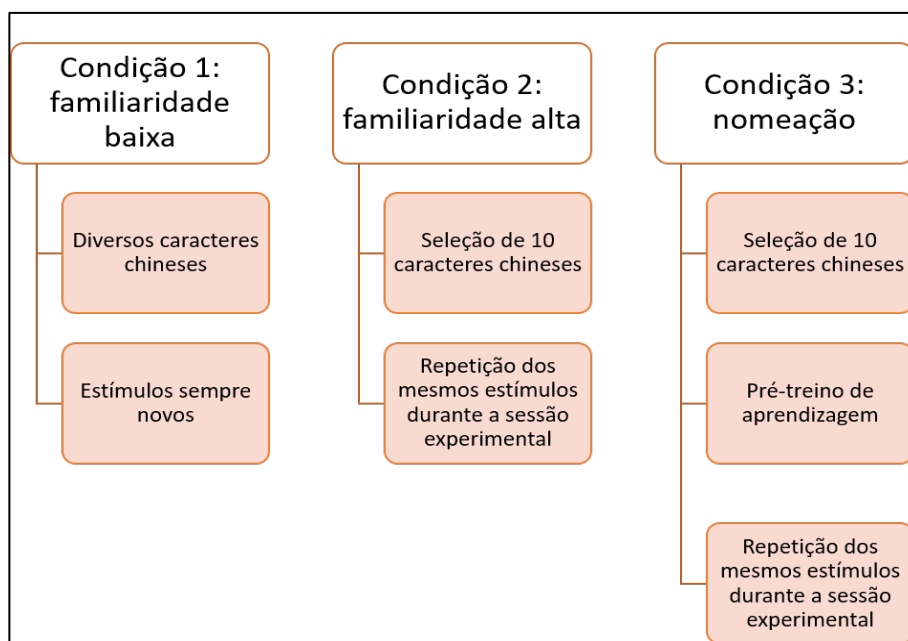 Condição 1:
familiaridade
baixa
Diversos caracteres
chineses
Estímulos sempre
novos
Condição 2:
familiaridade alta
Seleção de 10
caracteres chineses
Repetição dos
mesmos estímulos
durante a sessão
experimental
Condição 3:
nomeação
Seleção de 10
caracteres chineses
Pré-treino de
aprendizagem
Repetição dos
mesmos estímulos
durante a sessão
experimental